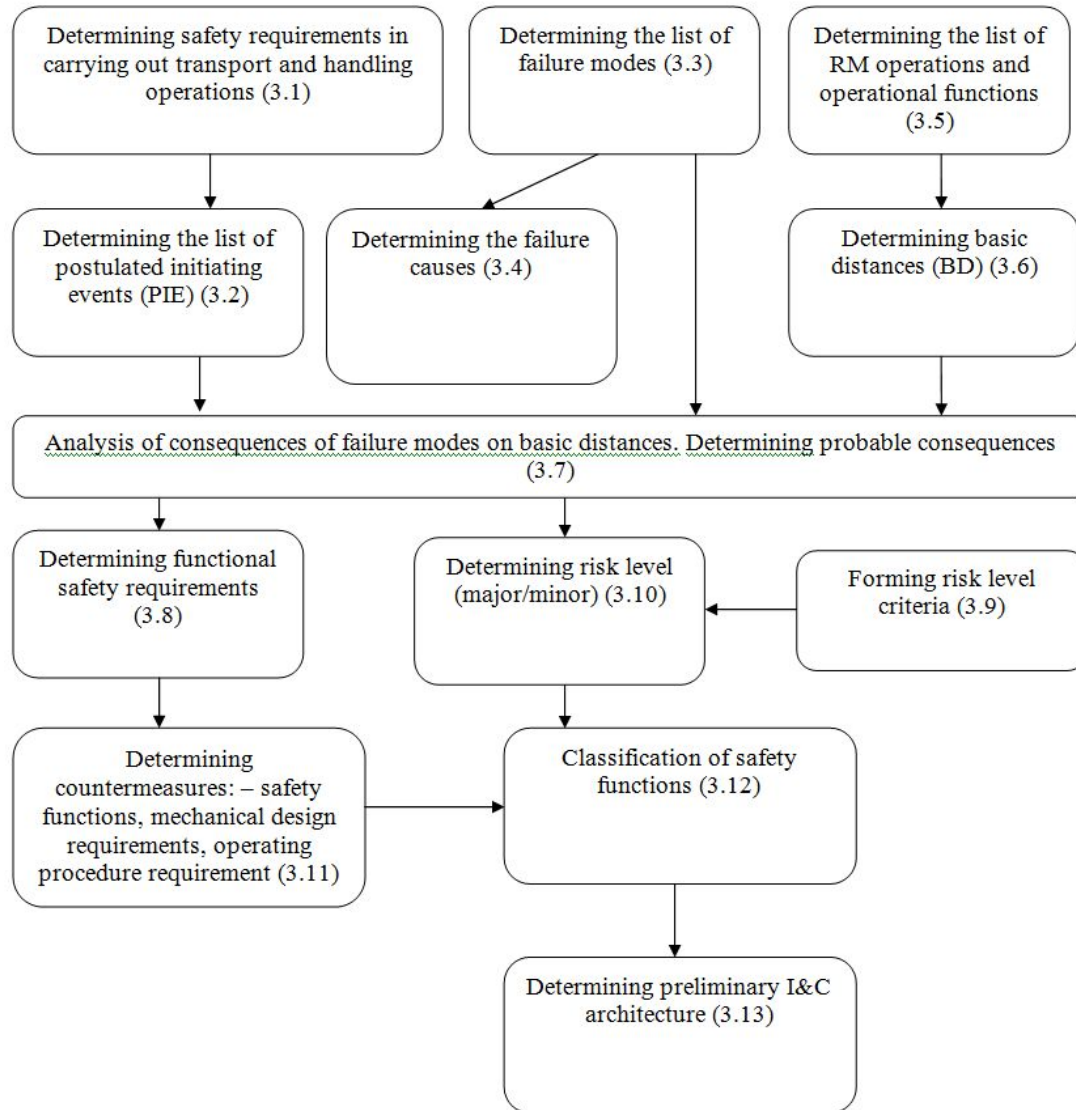 Determining safety requirements in
carrying out transport and handling
operations (3.1)
Determining the list of
failure modes (3.3)
Determining the list of
RM operations and
operational functions
(3.5)
Determining the list of
postulated initiating
events (PIE) (3.2)
Determining the failure
causes (3.4)
Determining basic
distances (BD) (3.6)
Analysis of consequences of failure modes on basic distances. Determining probable consequences
(3.7)
Determining functional
safety requirements
(3.8)
Determining risk level
(major/minor) (3.10)
Forming risk level
criteria (3.9)
Determining
countermeasures: – safety
functions, mechanical design
requirements, operating
procedure requirement (3.11)
Classification of safety
functions (3.12)
Determining preliminary I&C
architecture (3.13)